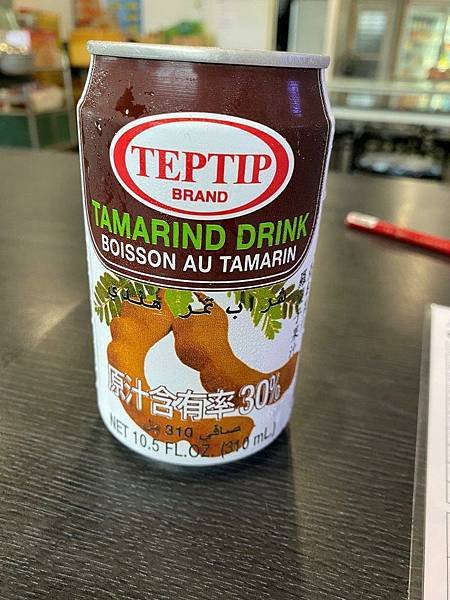 TEPTIP
BRAND
TAMARIND DRINK
BOISSON AU TAMARIN
شراب تمر هندي
原汁含有率30%
صافي 310 مل
NET 10.5 FL.OZ. (310 mL)